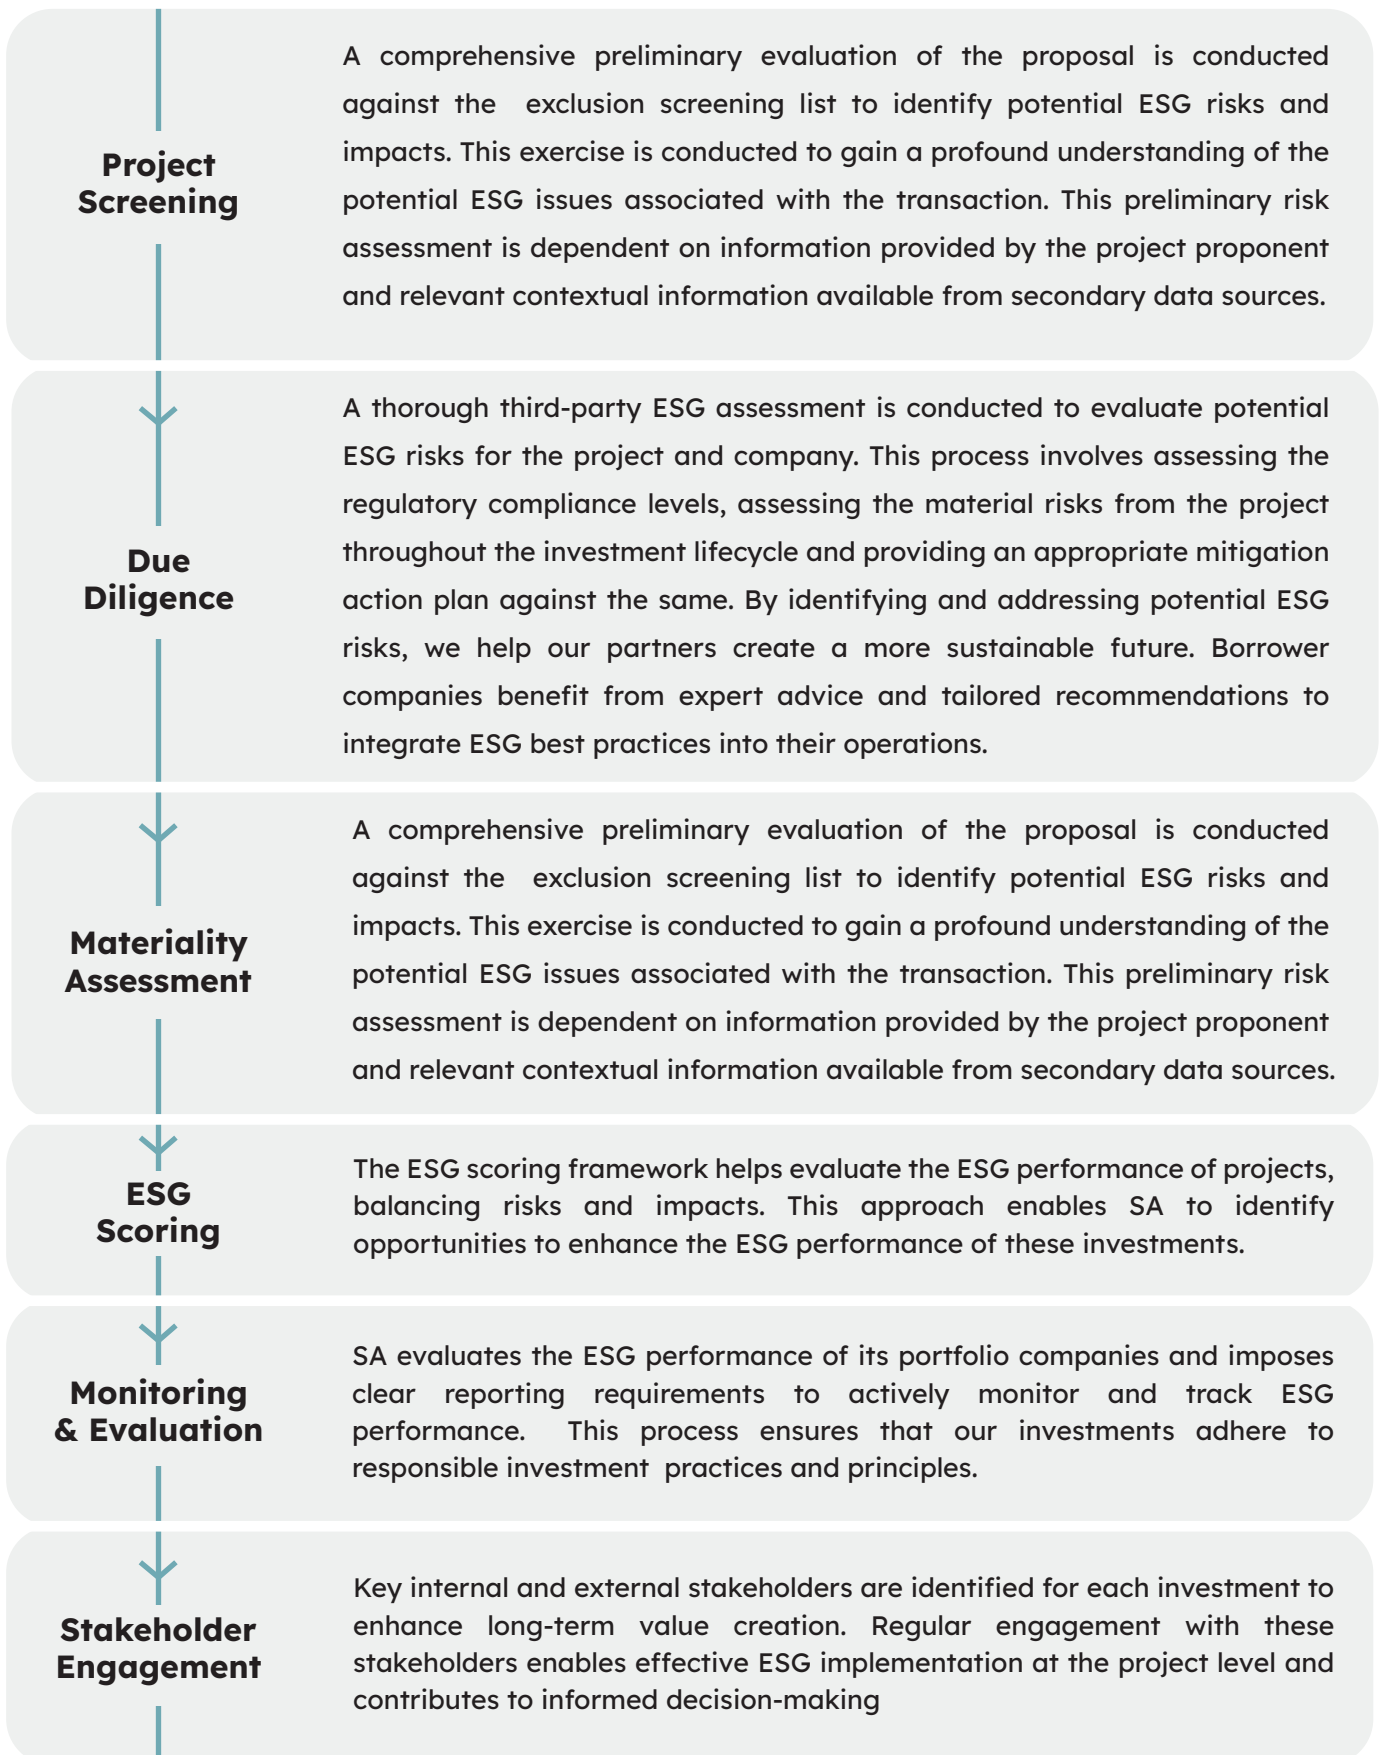 Project
Screening
A comprehensive preliminary evaluation of the proposal is conducted
against the exclusion screening list to identify potential ESG risks and
impacts. This exercise is conducted to gain a profound understanding of the
potential ESG issues associated with the transaction. This preliminary risk
assessment is dependent on information provided by the project proponent
and relevant contextual information available from secondary data sources.
Due
Diligence
A thorough third-party ESG assessment is conducted to evaluate potential
ESG risks for the project and company. This process involves assessing the
regulatory compliance levels, assessing the material risks from the project
throughout the investment lifecycle and providing an appropriate mitigation
action plan against the same. By identifying and addressing potential ESG
risks, we help our partners create a more sustainable future. Borrower
companies benefit from expert advice and tailored recommendations to
integrate ESG best practices into their operations.
Materiality
Assessment
A comprehensive preliminary evaluation of the proposal is conducted
against the exclusion screening list to identify potential ESG risks and
impacts. This exercise is conducted to gain a profound understanding of the
potential ESG issues associated with the transaction. This preliminary risk
assessment is dependent on information provided by the project proponent
and relevant contextual information available from secondary data sources.
ESG
Scoring
The ESG scoring framework helps evaluate the ESG performance of projects,
balancing risks and impacts. This approach enables SA to identify
opportunities to enhance the ESG performance of these investments.
Monitoring
& Evaluation
SA evaluates the ESG performance of its portfolio companies and imposes
clear reporting requirements to actively monitor and track ESG
performance. This process ensures that our investments adhere to
responsible investment practices and principles.
Stakeholder
Engagement
Key internal and external stakeholders are identified for each investment to
enhance long-term value creation. Regular engagement with these
stakeholders enables effective ESG implementation at the project level and
contributes to informed decision-making